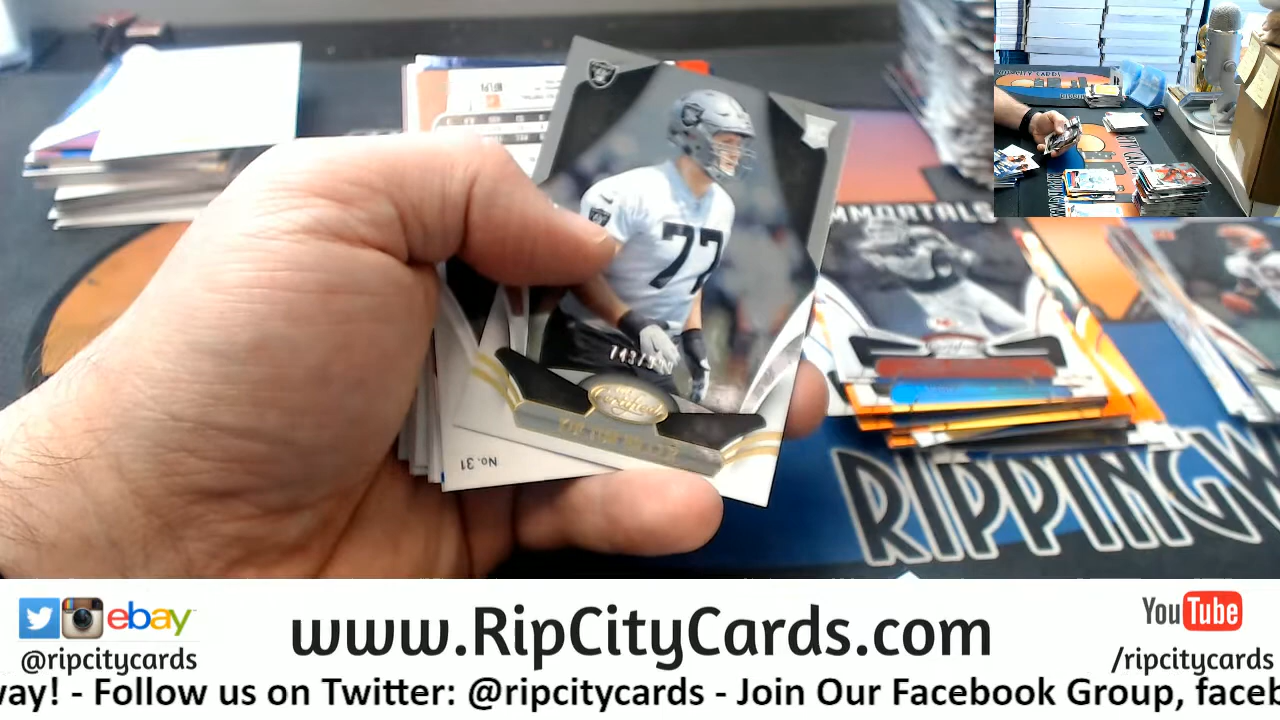 IMMORTALS
77
Certified
No. 31
RIPPINGW
ebay
@ripcitycards
www.RipCityCards.com
YouTube
/ripcitycards
way! - Follow us on Twitter: @ripcitycards - Join Our Facebook Group, faceb